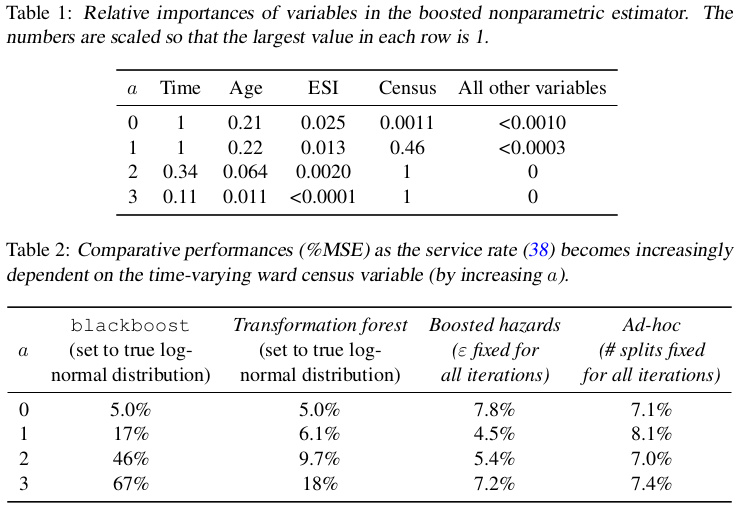 Table 1: Relative importances of variables in the boosted nonparametric estimator. The
numbers are scaled so that the largest value in each row is 1.
a Time Age ESI Census All other variables
0 1 0.21 0.025 0.0011 <0.0010
1 1 0.22 0.013 0.46 <0.0003
2 0.34 0.064 0.0020 1 0
3 0.11 0.011 <0.0001 1 0
Table 2: Comparative performances (%MSE) as the service rate (38) becomes increasingly
dependent on the time-varying ward census variable (by increasing a).
blackboost Transformation forest Boosted hazards Ad-hoc
a (set to true log- (set to true log- (ε fixed for (# splits fixed
normal distribution) normal distribution) all iterations) for all iterations)
0 5.0% 5.0% 7.8% 7.1%
1 17% 6.1% 4.5% 8.1%
2 46% 9.7% 5.4% 7.0%
3 67% 18% 7.2% 7.4%